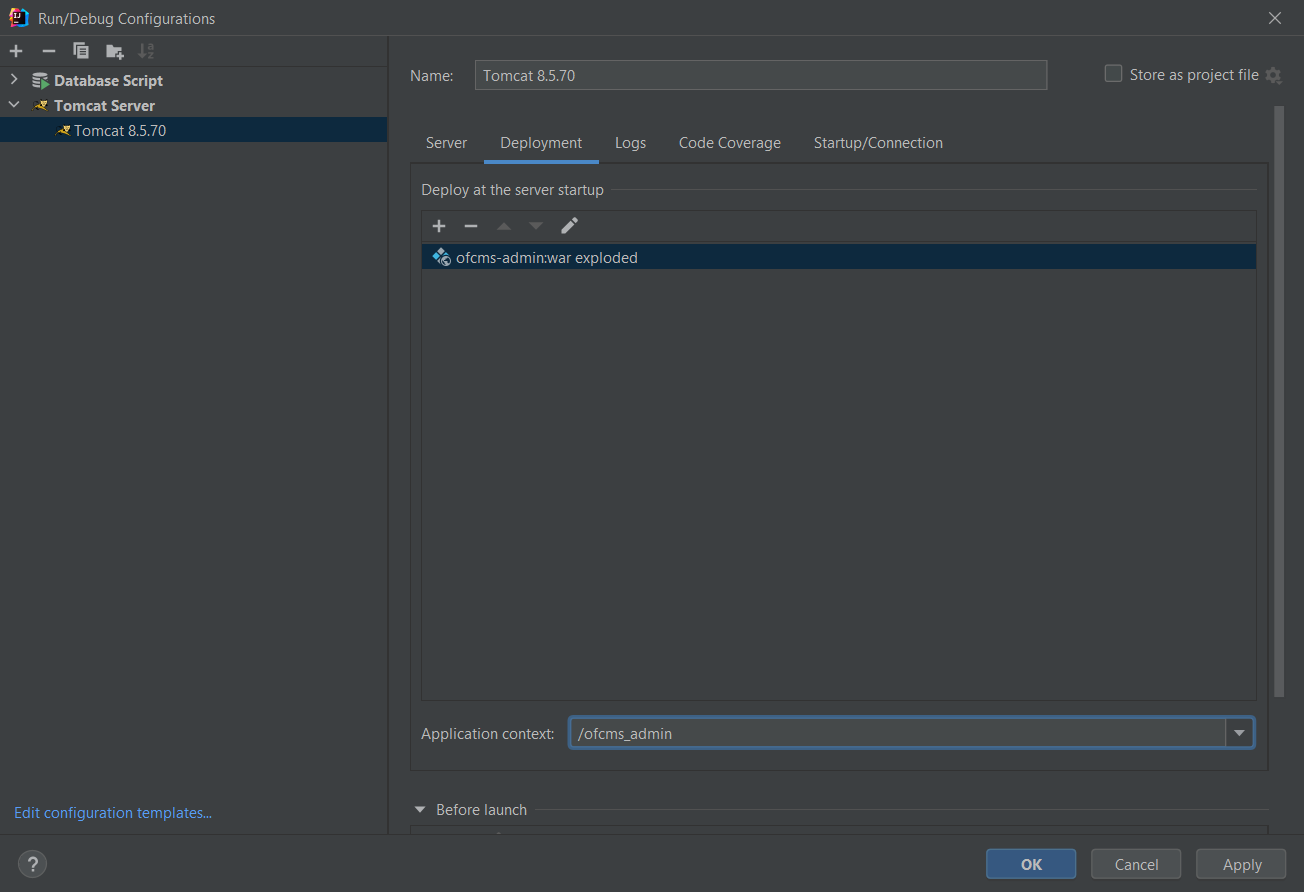 Run/Debug Configurations
Database Script
Tomcat Server
Tomcat 8.5.70
Edit configuration templates...
Name: Tomcat 8.5.70
Store as project file
Server Deployment Logs Code Coverage Startup/Connection
Deploy at the server startup
ofcms-admin:war exploded
Application context: /ofcms_admin
Before launch
? OK Cancel Apply